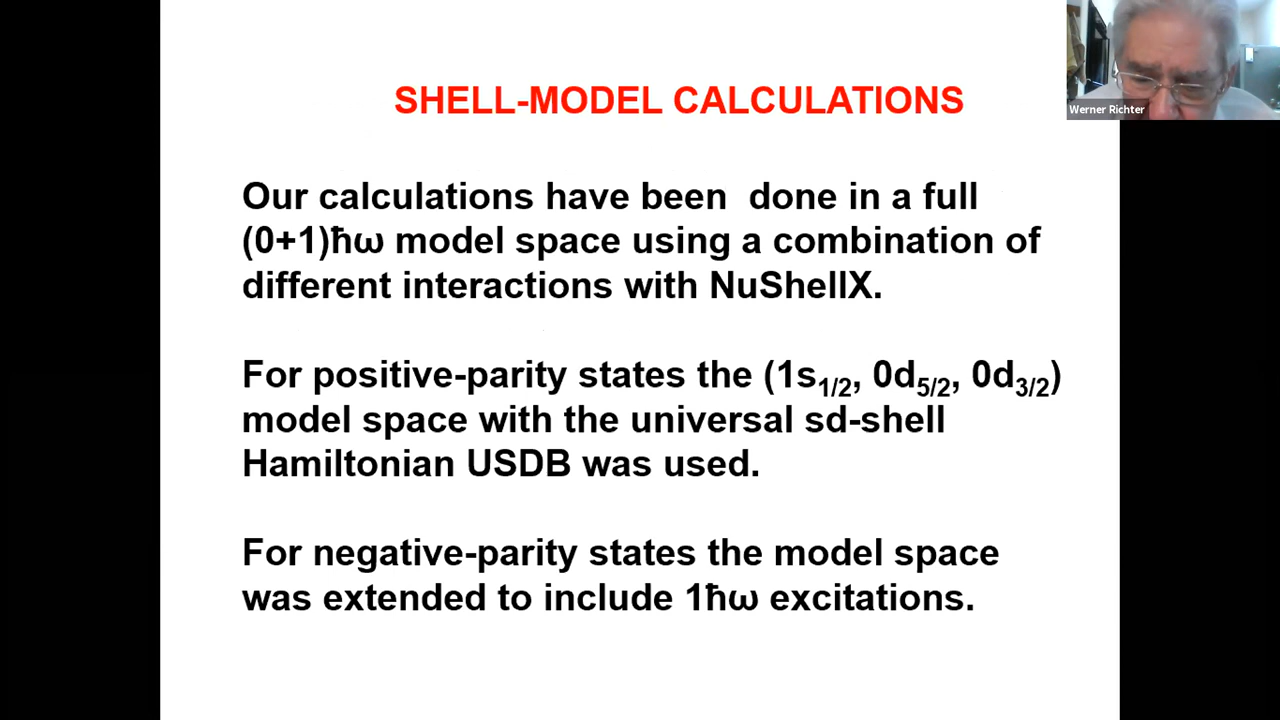 SHELL-MODEL CALCULATIONS
Werner Richter
Our calculations have been  done in a full
(0+1)ħω model space using a combination of
different interactions with NuShellX.
For positive-parity states the (1s₁/₂, 0d₅/₂, 0d₃/₂)
model space with the universal sd-shell
Hamiltonian USDB was used.
For negative-parity states the model space
was extended to include 1ħω excitations.